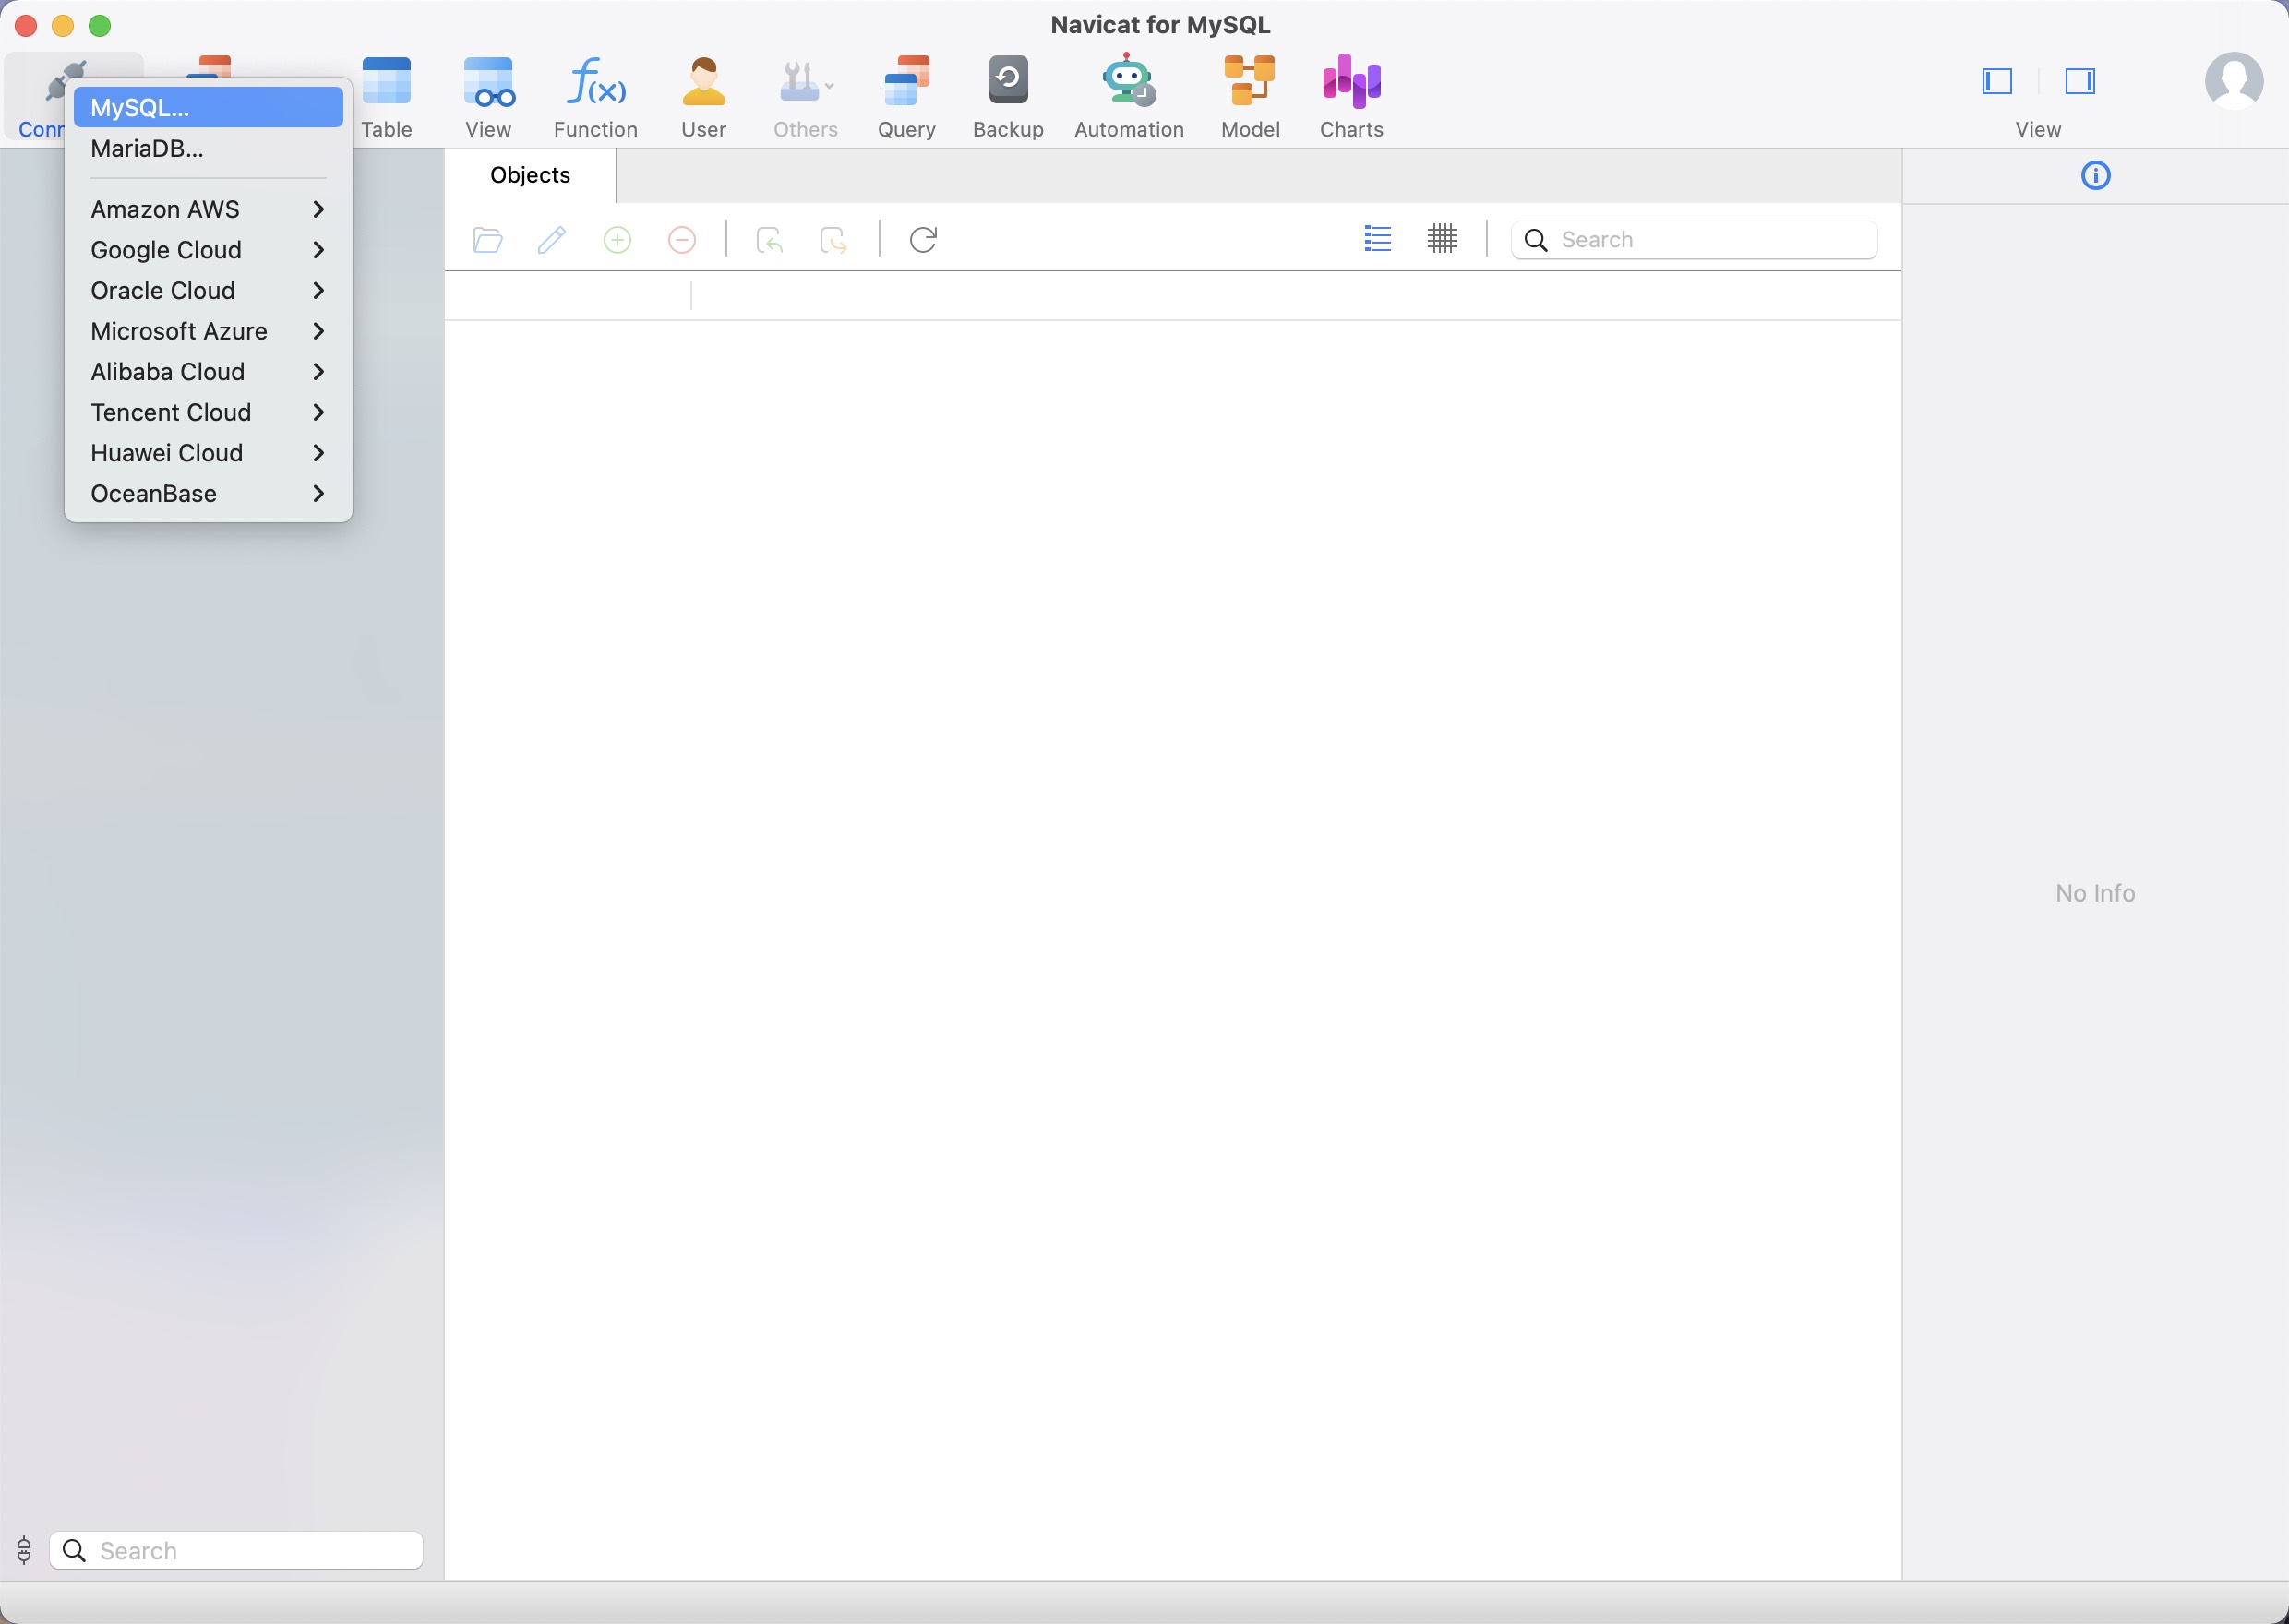 Navicat for MySQL
Conn
Table
View
Function
User
Others
Query
Backup
Automation
Model
Charts
View
MySQL...
MariaDB...
Amazon AWS
Google Cloud
Oracle Cloud
Microsoft Azure
Alibaba Cloud
Tencent Cloud
Huawei Cloud
OceanBase
Objects
Search
No Info
Search